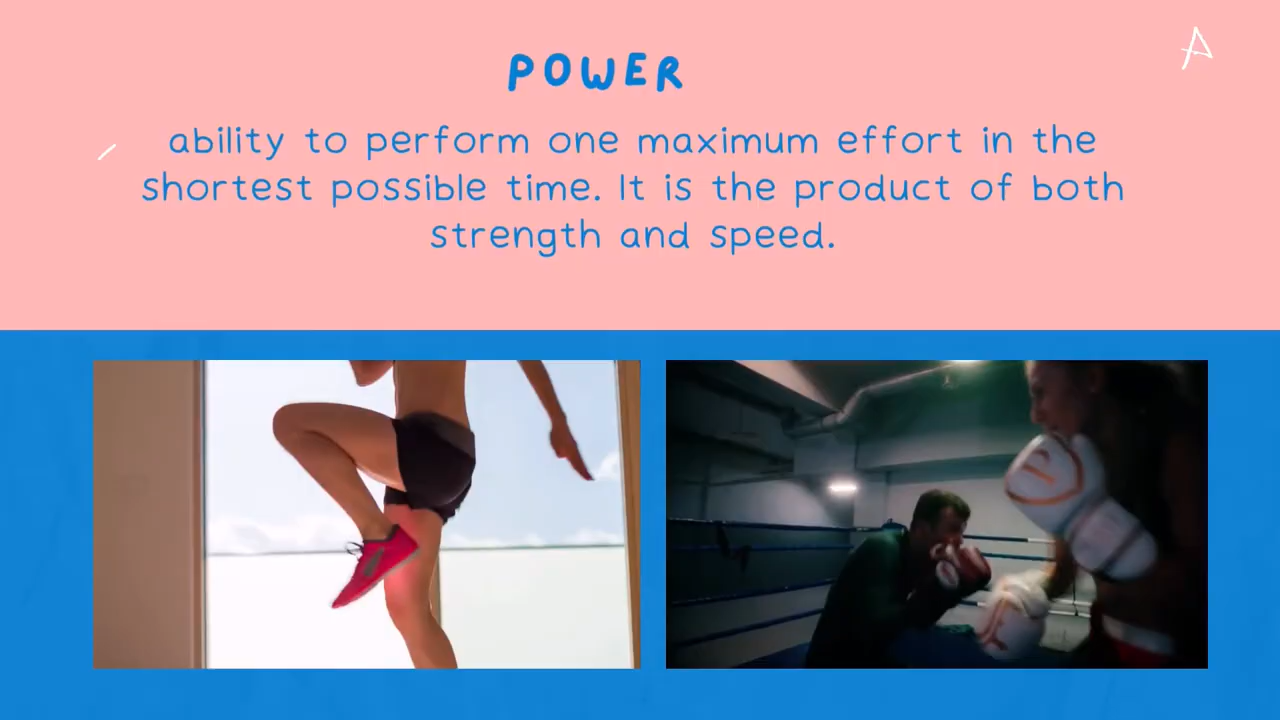 POWER
ability to perform one maximum effort in the
shortest possible time. It is the product of both
strength and speed.